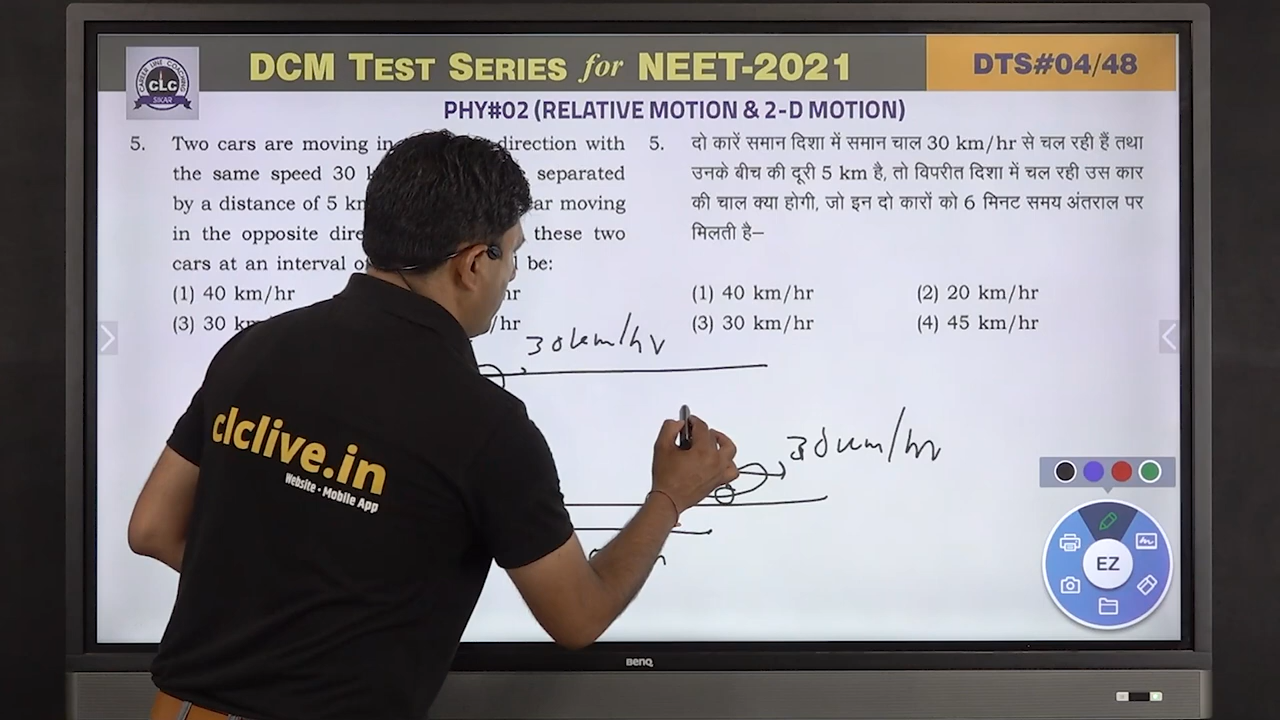 DCM TEST SERIES for NEET-2021
DTS#04/48
CAREER LINE COACHING
CLC
SIKAR
PHY#02 (RELATIVE MOTION & 2-D MOTION)
5. Two cars are moving in direction with
the same speed 30 separated
by a distance of 5 moving
in the opposite these two
cars at an interval be:
(1) 40 km/hr
(3) 30
5. दो कारें समान दिशा में समान चाल 30 km/hr से चल रही हैं तथा
उनके बीच की दूरी 5 km है, तो विपरीत दिशा में चल रही उस कार
की चाल क्या होगी, जो इन दो कारों को 6 मिनट समय अंतराल पर
मिलती है–
(1) 40 km/hr (2) 20 km/hr
(3) 30 km/hr (4) 45 km/hr
30km/hr
30km/hr
clclive.in
Website • Mobile App
EZ
BENQ